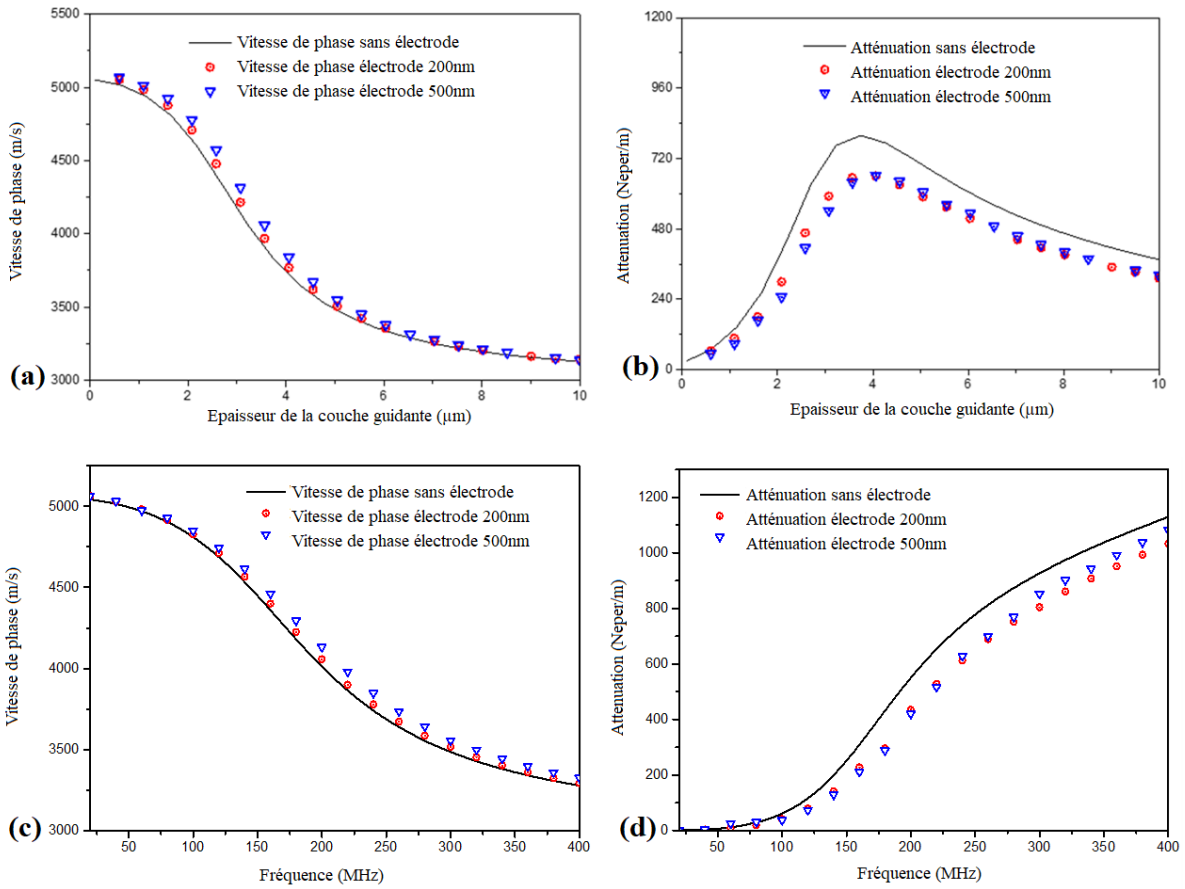 5500
5000
4500
4000
3500
3000
Vitesse de phase (m/s)
Vitesse de phase sans électrode
Vitesse de phase électrode 200nm
Vitesse de phase électrode 500nm
(a)
0 2 4 6 8 10
Epaisseur de la couche guidante (µm)
1200
960
720
480
240
0
Attenuation (Neper/m)
Atténuation sans électrode
Atténuation électrode 200nm
Atténuation électrode 500nm
(b)
0 2 4 6 8 10
Epaisseur de la couche guidante (µm)
5000
4500
4000
3500
3000
Vitesse de phase (m/s)
Vitesse de phase sans électrode
Vitesse de phase électrode 200nm
Vitesse de phase électrode 500nm
(c)
50 100 150 200 250 300 350 400
Fréquence (MHz)
1200
1000
800
600
400
200
0
Attenuation (Neper/m)
Atténuation sans électrode
Atténuation électrode 200nm
Atténuation électrode 500nm
(d)
50 100 150 200 250 300 350 400
Fréquence (MHz)